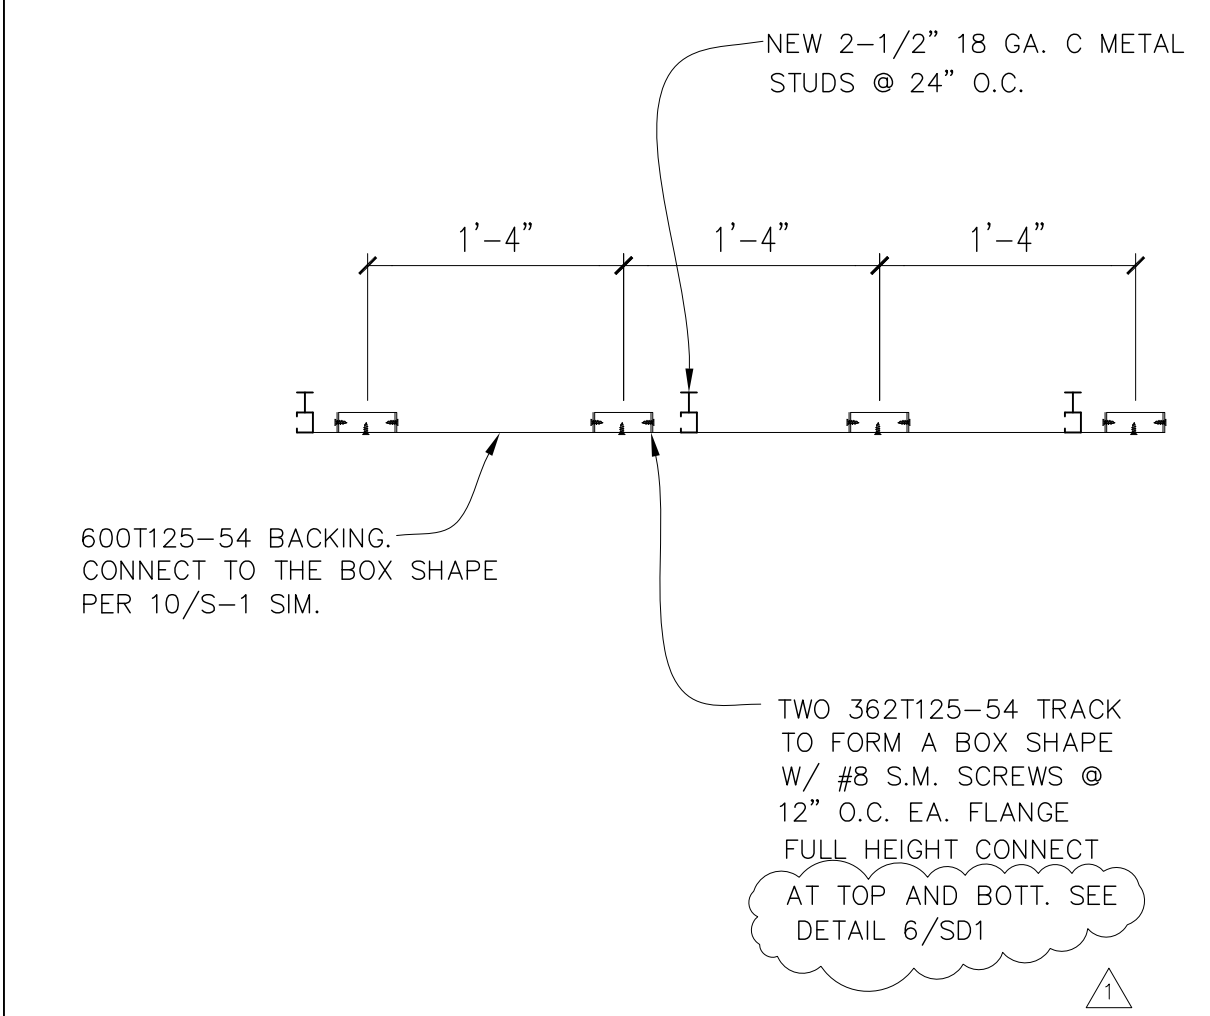 NEW 2-1/2” 18 GA. C METAL
STUDS @ 24” O.C.
1’-4” 1’-4” 1’-4”
600T125-54 BACKING.
CONNECT TO THE BOX SHAPE
PER 10/S-1 SIM.
TWO 362T125-54 TRACK
TO FORM A BOX SHAPE
W/ #8 S.M. SCREWS @
12” O.C. EA. FLANGE
FULL HEIGHT CONNECT
AT TOP AND BOTT. SEE
DETAIL 6/SD1
1